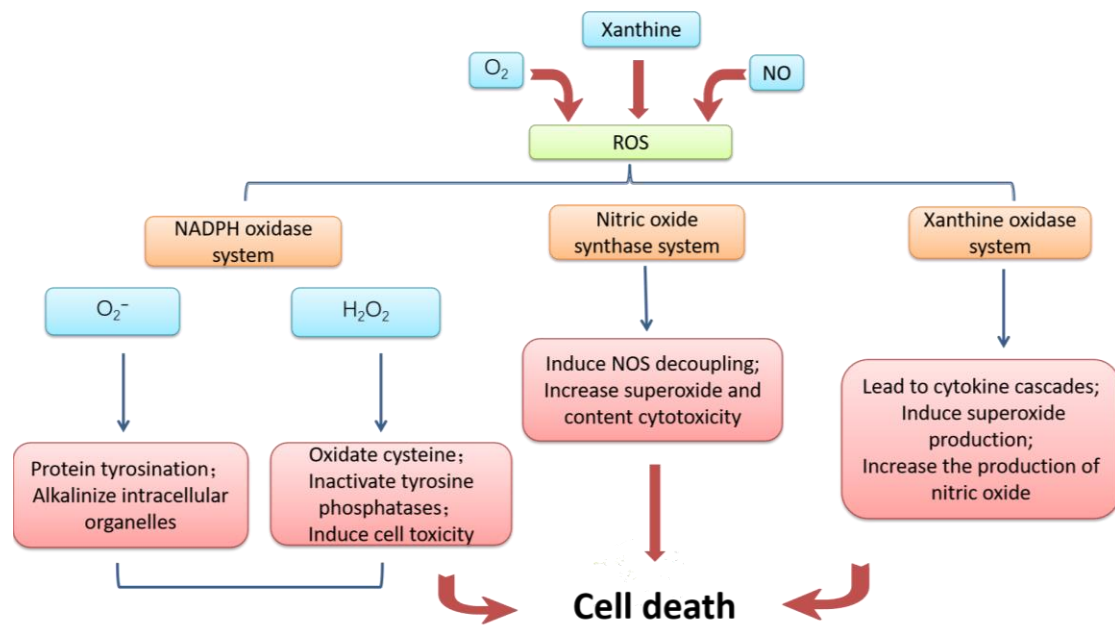 Xanthine
O₂
NO
ROS
NADPH oxidase
system
Nitric oxide
synthase system
Xanthine oxidase
system
O₂⁻
H₂O₂
Induce NOS decoupling;
Increase superoxide and
content cytotoxicity
Lead to cytokine cascades;
Induce superoxide
production;
Increase the production of
nitric oxide
Protein tyrosination；
Alkalinize intracellular
organelles
Oxidate cysteine；
Inactivate tyrosine
phosphatases；
Induce cell toxicity
Cell death